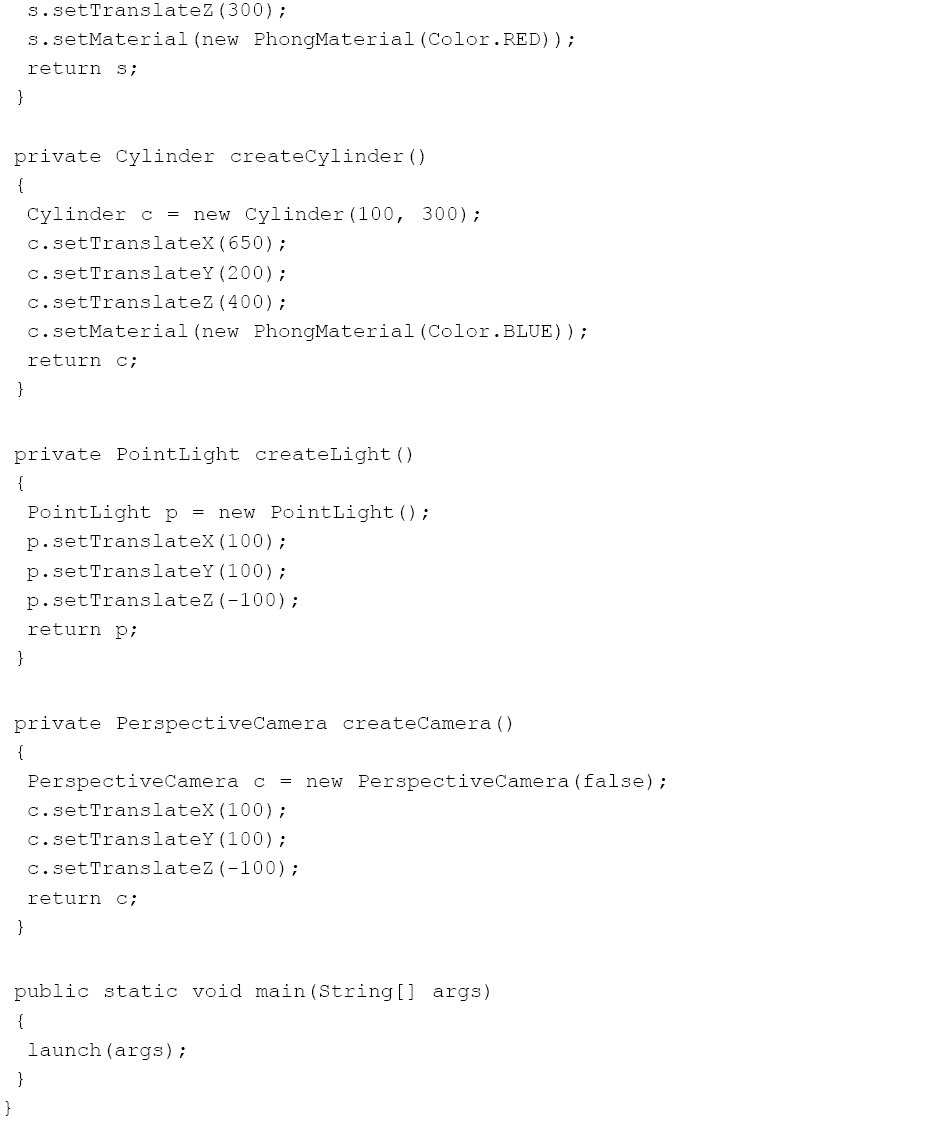 s.setTranslateZ(300);
s.setMaterial(new PhongMaterial(Color.RED));
return s;
}
private Cylinder createCylinder()
{
Cylinder c = new Cylinder(100, 300);
c.setTranslateX(650);
c.setTranslateY(200);
c.setTranslateZ(400);
c.setMaterial(new PhongMaterial(Color.BLUE));
return c;
}
private PointLight createLight()
{
PointLight p = new PointLight();
p.setTranslateX(100);
p.setTranslateY(100);
p.setTranslateZ(-100);
return p;
}
private PerspectiveCamera createCamera()
{
PerspectiveCamera c = new PerspectiveCamera(false);
c.setTranslateX(100);
c.setTranslateY(100);
c.setTranslateZ(-100);
return c;
}
public static void main(String[] args)
{
launch(args);
}
}